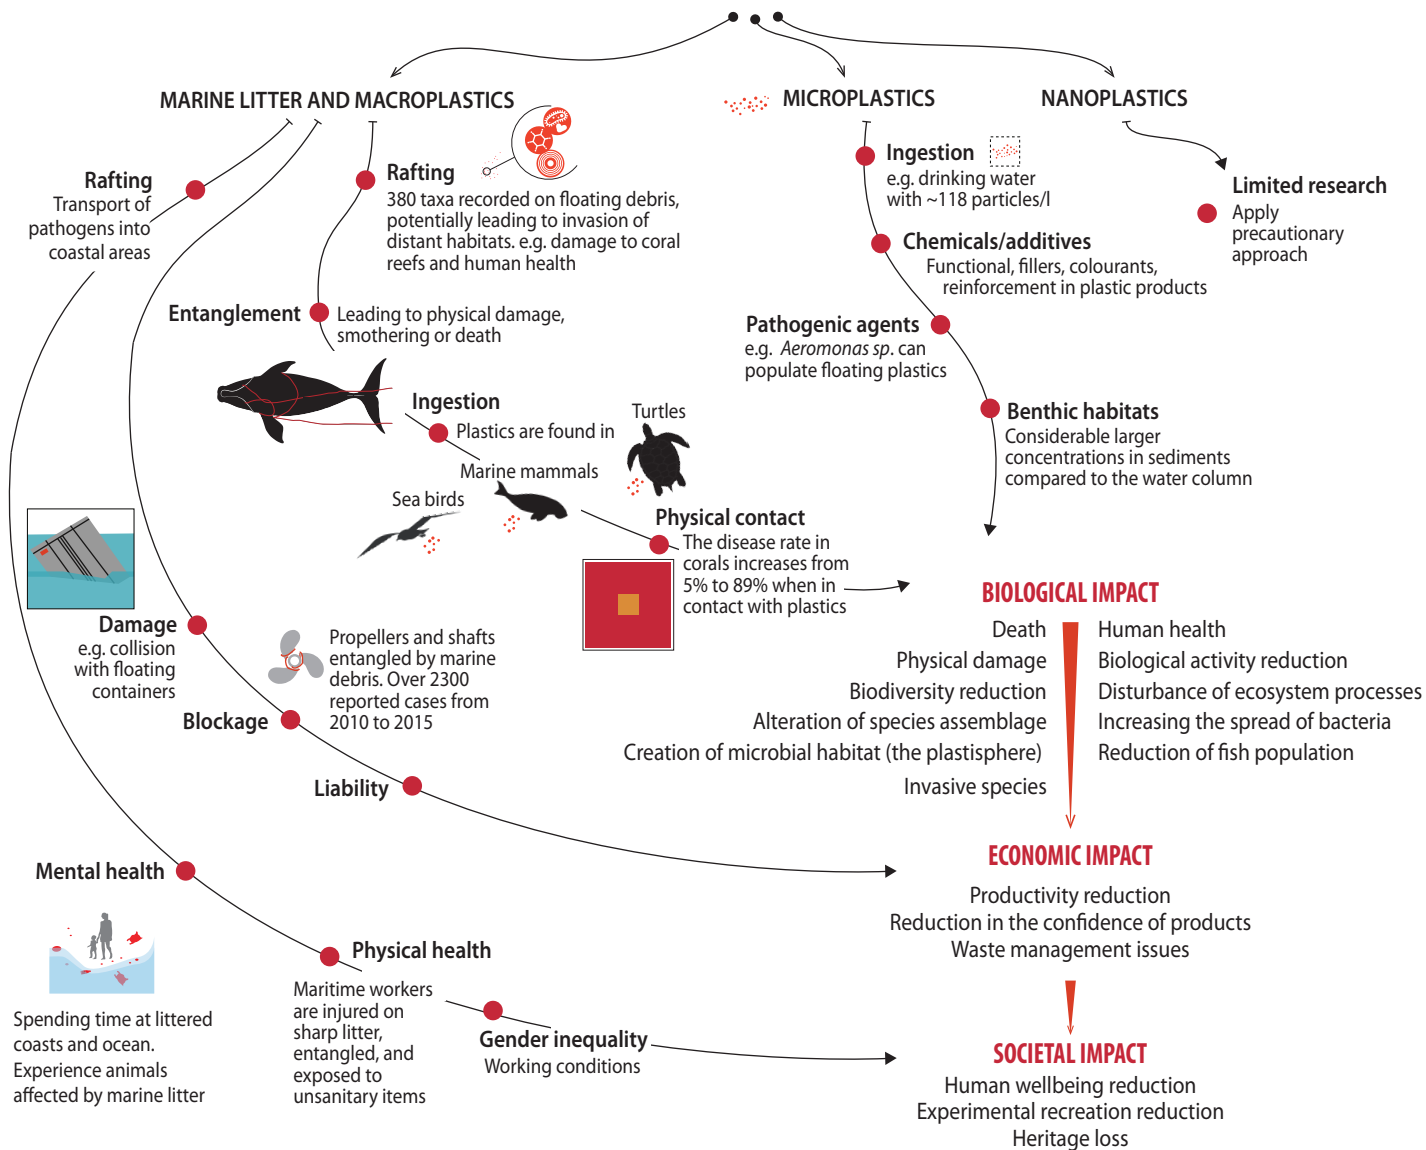 MARINE LITTER AND MACROPLASTICS
MICROPLASTICS
NANOPLASTICS
Rafting
Transport of
pathogens into
coastal areas
Rafting
380 taxa recorded on floating debris,
potentially leading to invasion of
distant habitats. e.g. damage to coral
reefs and human health
Entanglement
Leading to physical damage,
smothering or death
Ingestion
Plastics are found in
Turtles
Marine mammals
Sea birds
Physical contact
The disease rate in
corals increases from
5% to 89% when in
contact with plastics
Ingestion
e.g. drinking water
with ~118 particles/l
Chemicals/additives
Functional, fillers, colourants,
reinforcement in plastic products
Pathogenic agents
e.g. Aeromonas sp. can
populate floating plastics
Benthic habitats
Considerable larger
concentrations in sediments
compared to the water column
Limited research
Apply
precautionary
approach
Damage
e.g. collision
with floating
containers
Blockage
Propellers and shafts
entangled by marine
debris. Over 2300
reported cases from
2010 to 2015
Liability
Mental health
Spending time at littered
coasts and ocean.
Experience animals
affected by marine litter
Physical health
Maritime workers
are injured on
sharp litter,
entangled, and
exposed to
unsanitary items
Gender inequality
Working conditions
BIOLOGICAL IMPACT
Death
Physical damage
Biodiversity reduction
Alteration of species assemblage
Creation of microbial habitat (the plastisphere)
Invasive species
Human health
Biological activity reduction
Disturbance of ecosystem processes
Increasing the spread of bacteria
Reduction of fish population
ECONOMIC IMPACT
Productivity reduction
Reduction in the confidence of products
Waste management issues
SOCIETAL IMPACT
Human wellbeing reduction
Experimental recreation reduction
Heritage loss